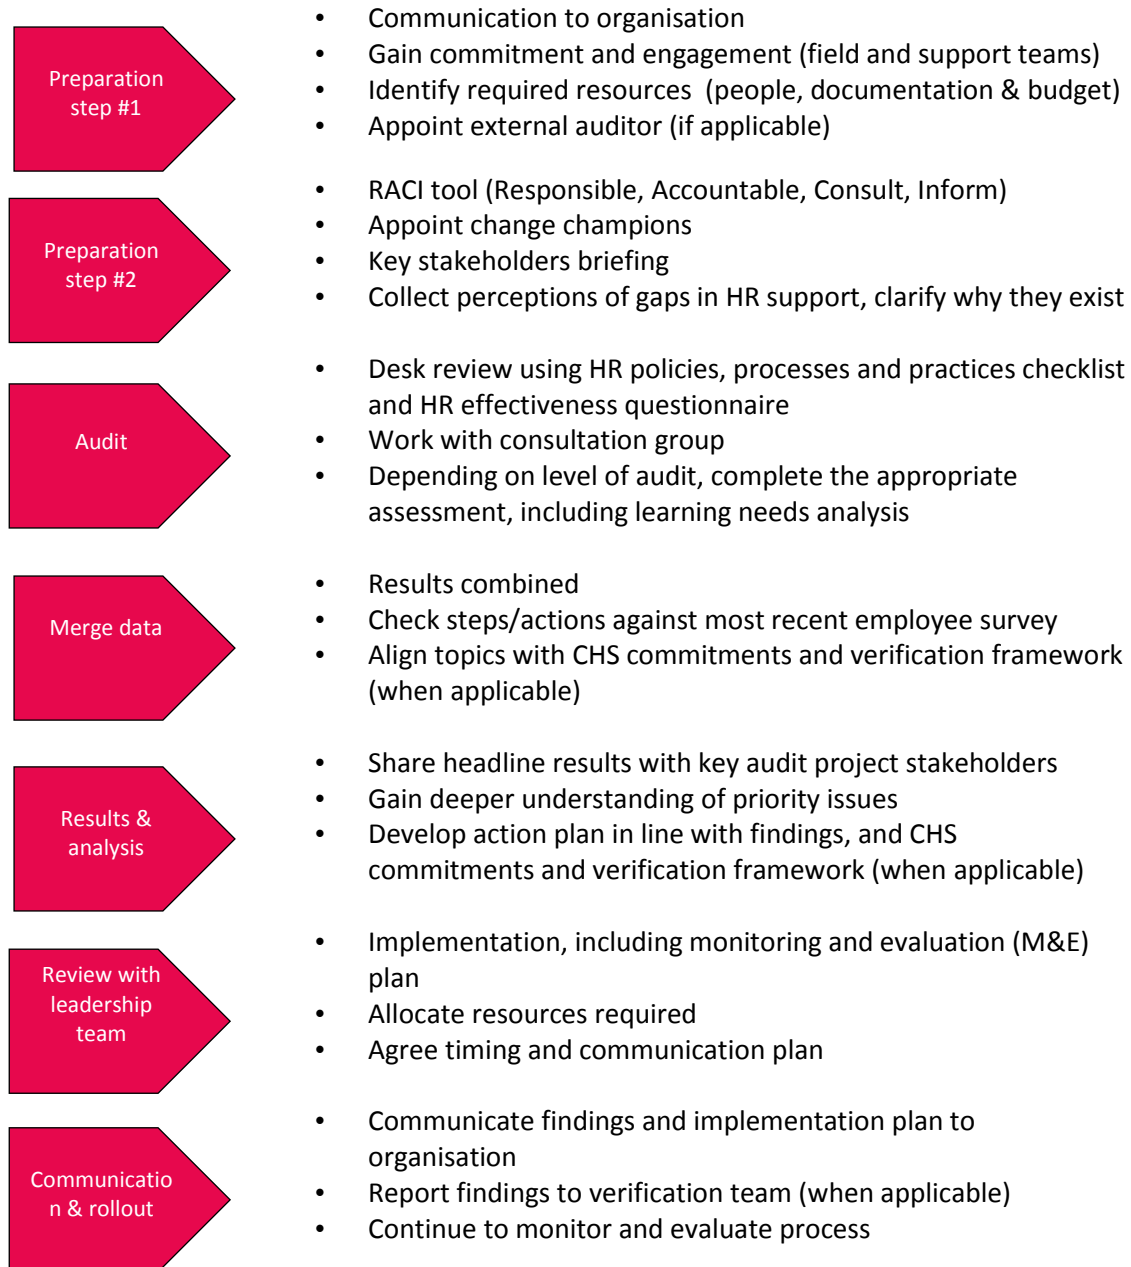 Preparation
step #1
• Communication to organisation
• Gain commitment and engagement (field and support teams)
• Identify required resources  (people, documentation & budget)
• Appoint external auditor (if applicable)
Preparation
step #2
• RACI tool (Responsible, Accountable, Consult, Inform)
• Appoint change champions
• Key stakeholders briefing
• Collect perceptions of gaps in HR support, clarify why they exist
Audit
• Desk review using HR policies, processes and practices checklist
and HR effectiveness questionnaire
• Work with consultation group
• Depending on level of audit, complete the appropriate
assessment, including learning needs analysis
Merge data
• Results combined
• Check steps/actions against most recent employee survey
• Align topics with CHS commitments and verification framework
(when applicable)
Results &
analysis
• Share headline results with key audit project stakeholders
• Gain deeper understanding of priority issues
• Develop action plan in line with findings, and CHS
commitments and verification framework (when applicable)
Review with
leadership
team
• Implementation, including monitoring and evaluation (M&E)
plan
• Allocate resources required
• Agree timing and communication plan
Communicatio
n & rollout
• Communicate findings and implementation plan to
organisation
• Report findings to verification team (when applicable)
• Continue to monitor and evaluate process